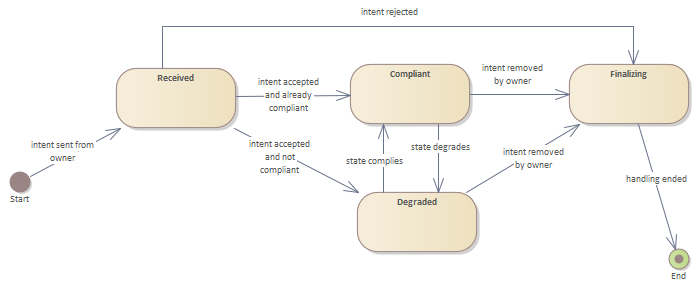 intent rejected
Received
intent accepted
and already
compliant
Compliant
intent removed
by owner
Finalizing
intent sent from
owner
intent accepted
and not
compliant
state complies
state degrades
intent removed
by owner
handling ended
Start
Degraded
End